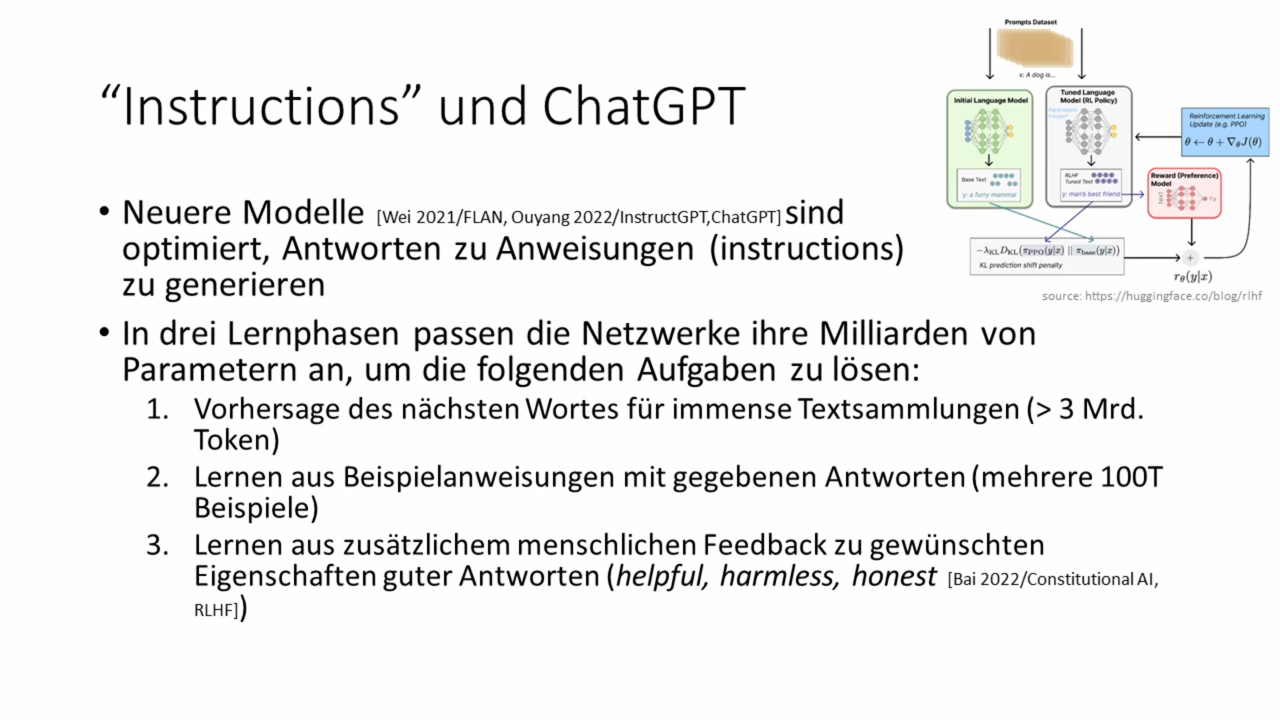 “Instructions” und ChatGPT
• Neuere Modelle [Wei 2021/FLAN, Ouyang 2022/InstructGPT,ChatGPT] sind
optimiert, Antworten zu Anweisungen (instructions)
zu generieren
• In drei Lernphasen passen die Netzwerke ihre Milliarden von
Parametern an, um die folgenden Aufgaben zu lösen:
1. Vorhersage des nächsten Wortes für immense Textsammlungen (> 3 Mrd.
Token)
2. Lernen aus Beispielanweisungen mit gegebenen Antworten (mehrere 100T
Beispiele)
3. Lernen aus zusätzlichem menschlichen Feedback zu gewünschten
Eigenschaften guter Antworten (helpful, harmless, honest [Bai 2022/Constitutional AI,
RLHF])
Prompts Dataset
x: A dog is...
Initial Language Model
Base Text
y: a furry mammal
Tuned Language
Model (RL Policy)
RLHF
Tuned Text
y: man's best friend
Reinforcement Learning
Update (e.g. PPO)
θ ← θ + ∇θJ(θ)
Reward (Preference)
Model
text
−λKLDKL(πPPO(y|x) || πbase(y|x))
KL prediction shift penalty
+
rθ(y|x)
source: https://huggingface.co/blog/rlhf